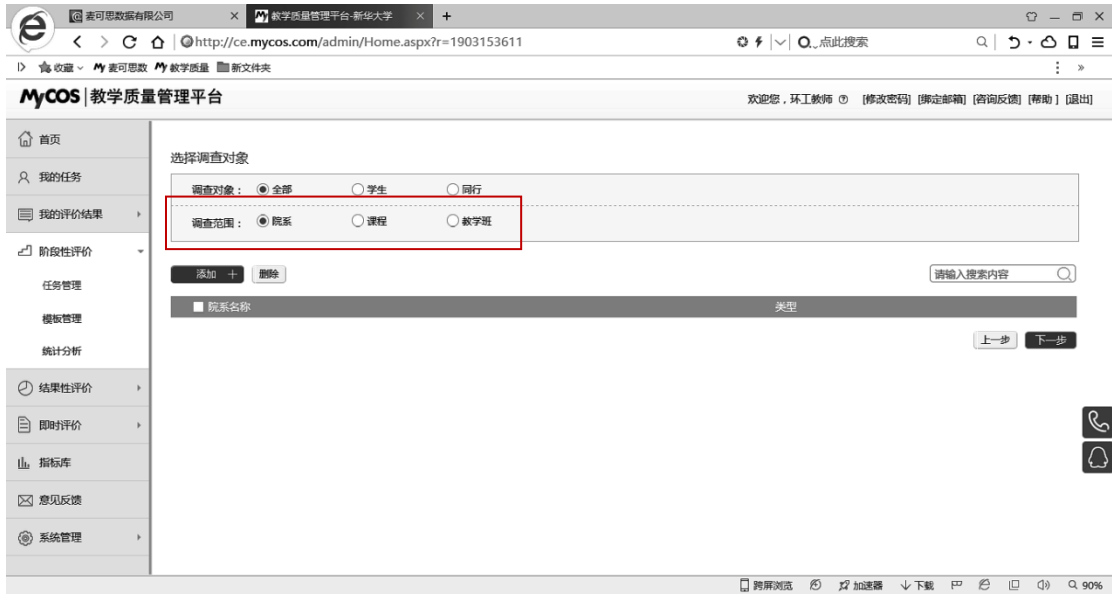 麦可思数据有限公司 教学质量管理平台-新华大学
http://ce.mycos.com/admin/Home.aspx?r=1903153611 点此搜索
收藏 麦可思数 教学质量 新文件夹
MyCOS 教学质量管理平台 欢迎您，环工教师 [修改密码] [绑定邮箱] [咨询反馈] [帮助] [退出]
首页
我的任务
我的评价结果
阶段性评价
任务管理
模板管理
统计分析
结果性评价
即时评价
指标库
意见反馈
系统管理
选择调查对象
调查对象： 全部 学生 同行
调查范围： 院系 课程 教学班
添加 + 删除 请输入搜索内容
院系名称 类型
上一步 下一步
跨屏浏览 加速器 下载 90%